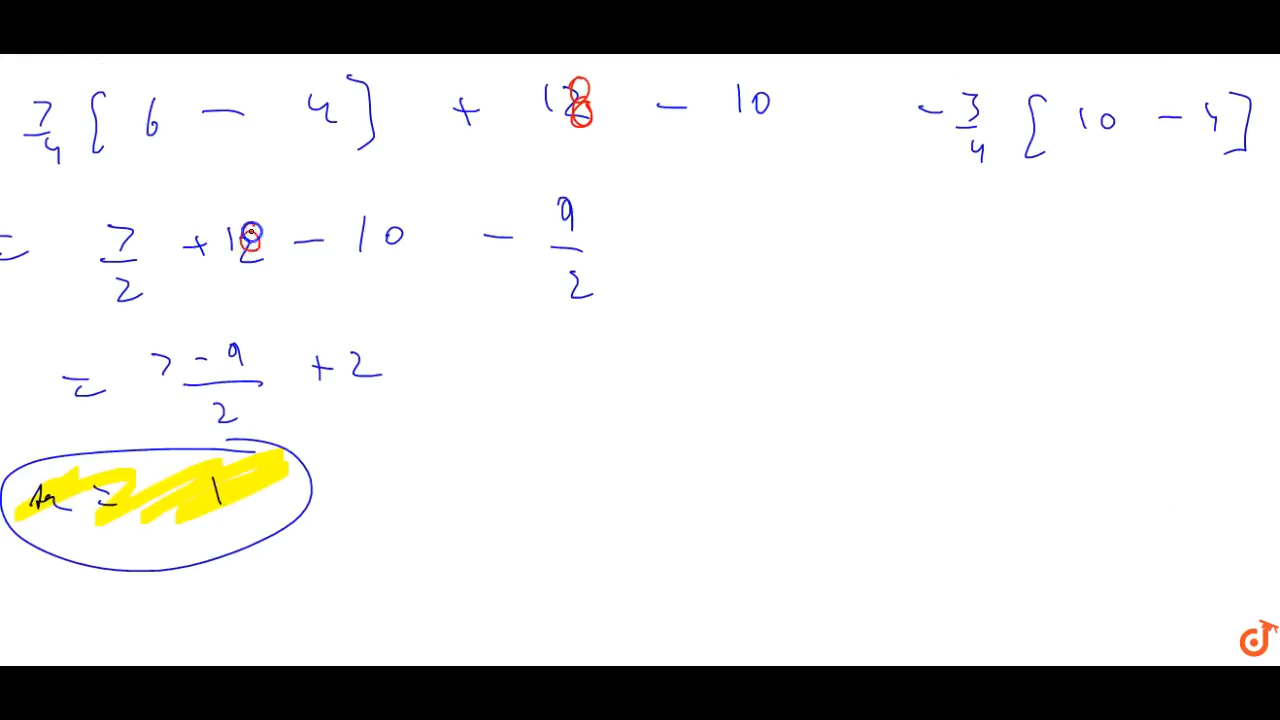 7/4 [6 - 4] + 18 - 10 - 3/4 [10 - 4]
= 7/2 + 18 - 10 - 9/2
= 7 - 9/2 + 2
Ar = 1